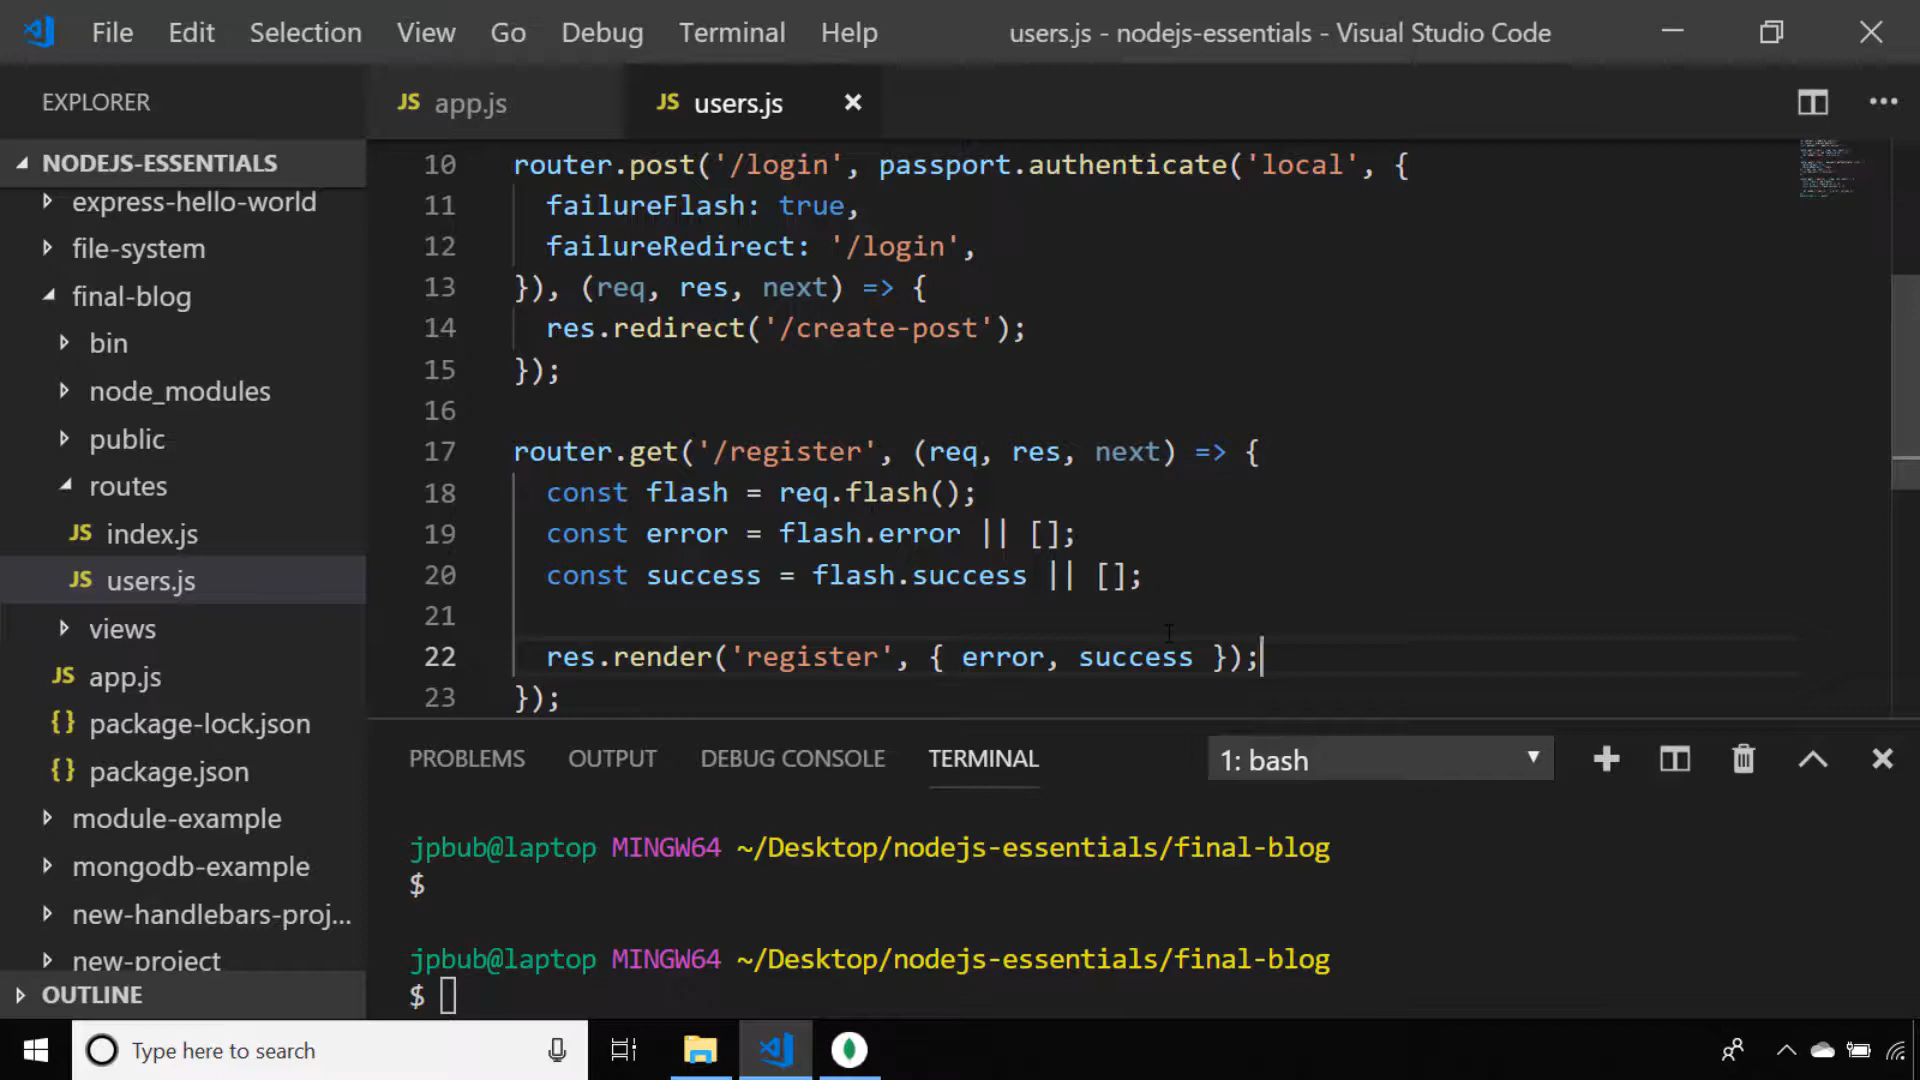 File Edit Selection View Go Debug Terminal Help users.js - nodejs-essentials - Visual Studio Code
EXPLORER
NODEJS-ESSENTIALS
express-hello-world
file-system
final-blog
bin
node_modules
public
routes
JS index.js
JS users.js
views
JS app.js
{} package-lock.json
{} package.json
module-example
mongodb-example
new-handlebars-proj...
new-project
OUTLINE
JS app.js JS users.js
10 router.post('/login', passport.authenticate('local', {
11 failureFlash: true,
12 failureRedirect: '/login',
13 }), (req, res, next) => {
14 res.redirect('/create-post');
15 });
16
17 router.get('/register', (req, res, next) => {
18 const flash = req.flash();
19 const error = flash.error || [];
20 const success = flash.success || [];
21
22 res.render('register', { error, success });
23 });
PROBLEMS OUTPUT DEBUG CONSOLE TERMINAL 1: bash
jpbub@laptop MINGW64 ~/Desktop/nodejs-essentials/final-blog
$
jpbub@laptop MINGW64 ~/Desktop/nodejs-essentials/final-blog
$
Type here to search